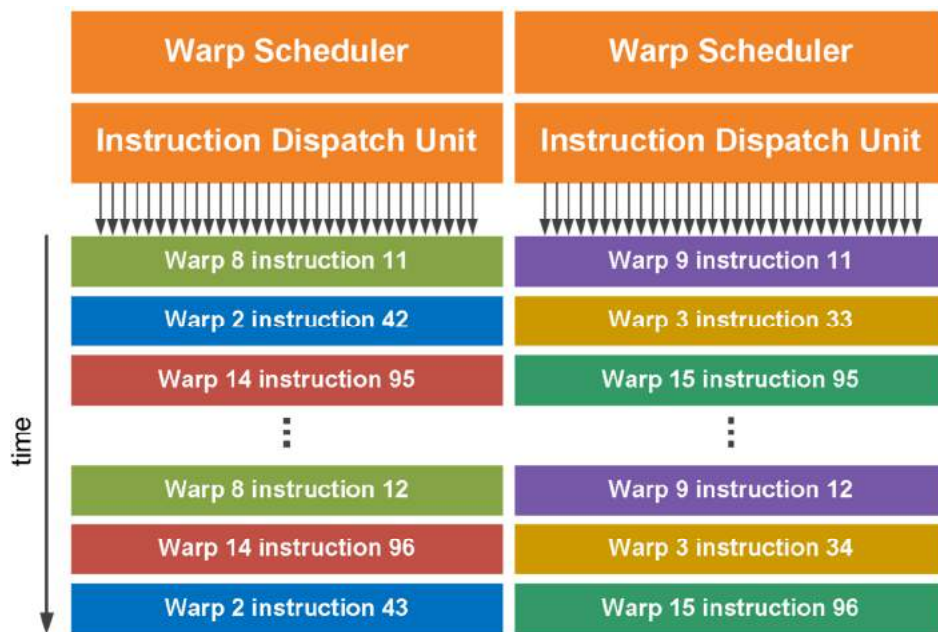 Warp Scheduler
Instruction Dispatch Unit
Warp 8 instruction 11
Warp 2 instruction 42
Warp 14 instruction 95
Warp 8 instruction 12
Warp 14 instruction 96
Warp 2 instruction 43
Warp Scheduler
Instruction Dispatch Unit
Warp 9 instruction 11
Warp 3 instruction 33
Warp 15 instruction 95
Warp 9 instruction 12
Warp 3 instruction 34
Warp 15 instruction 96
time